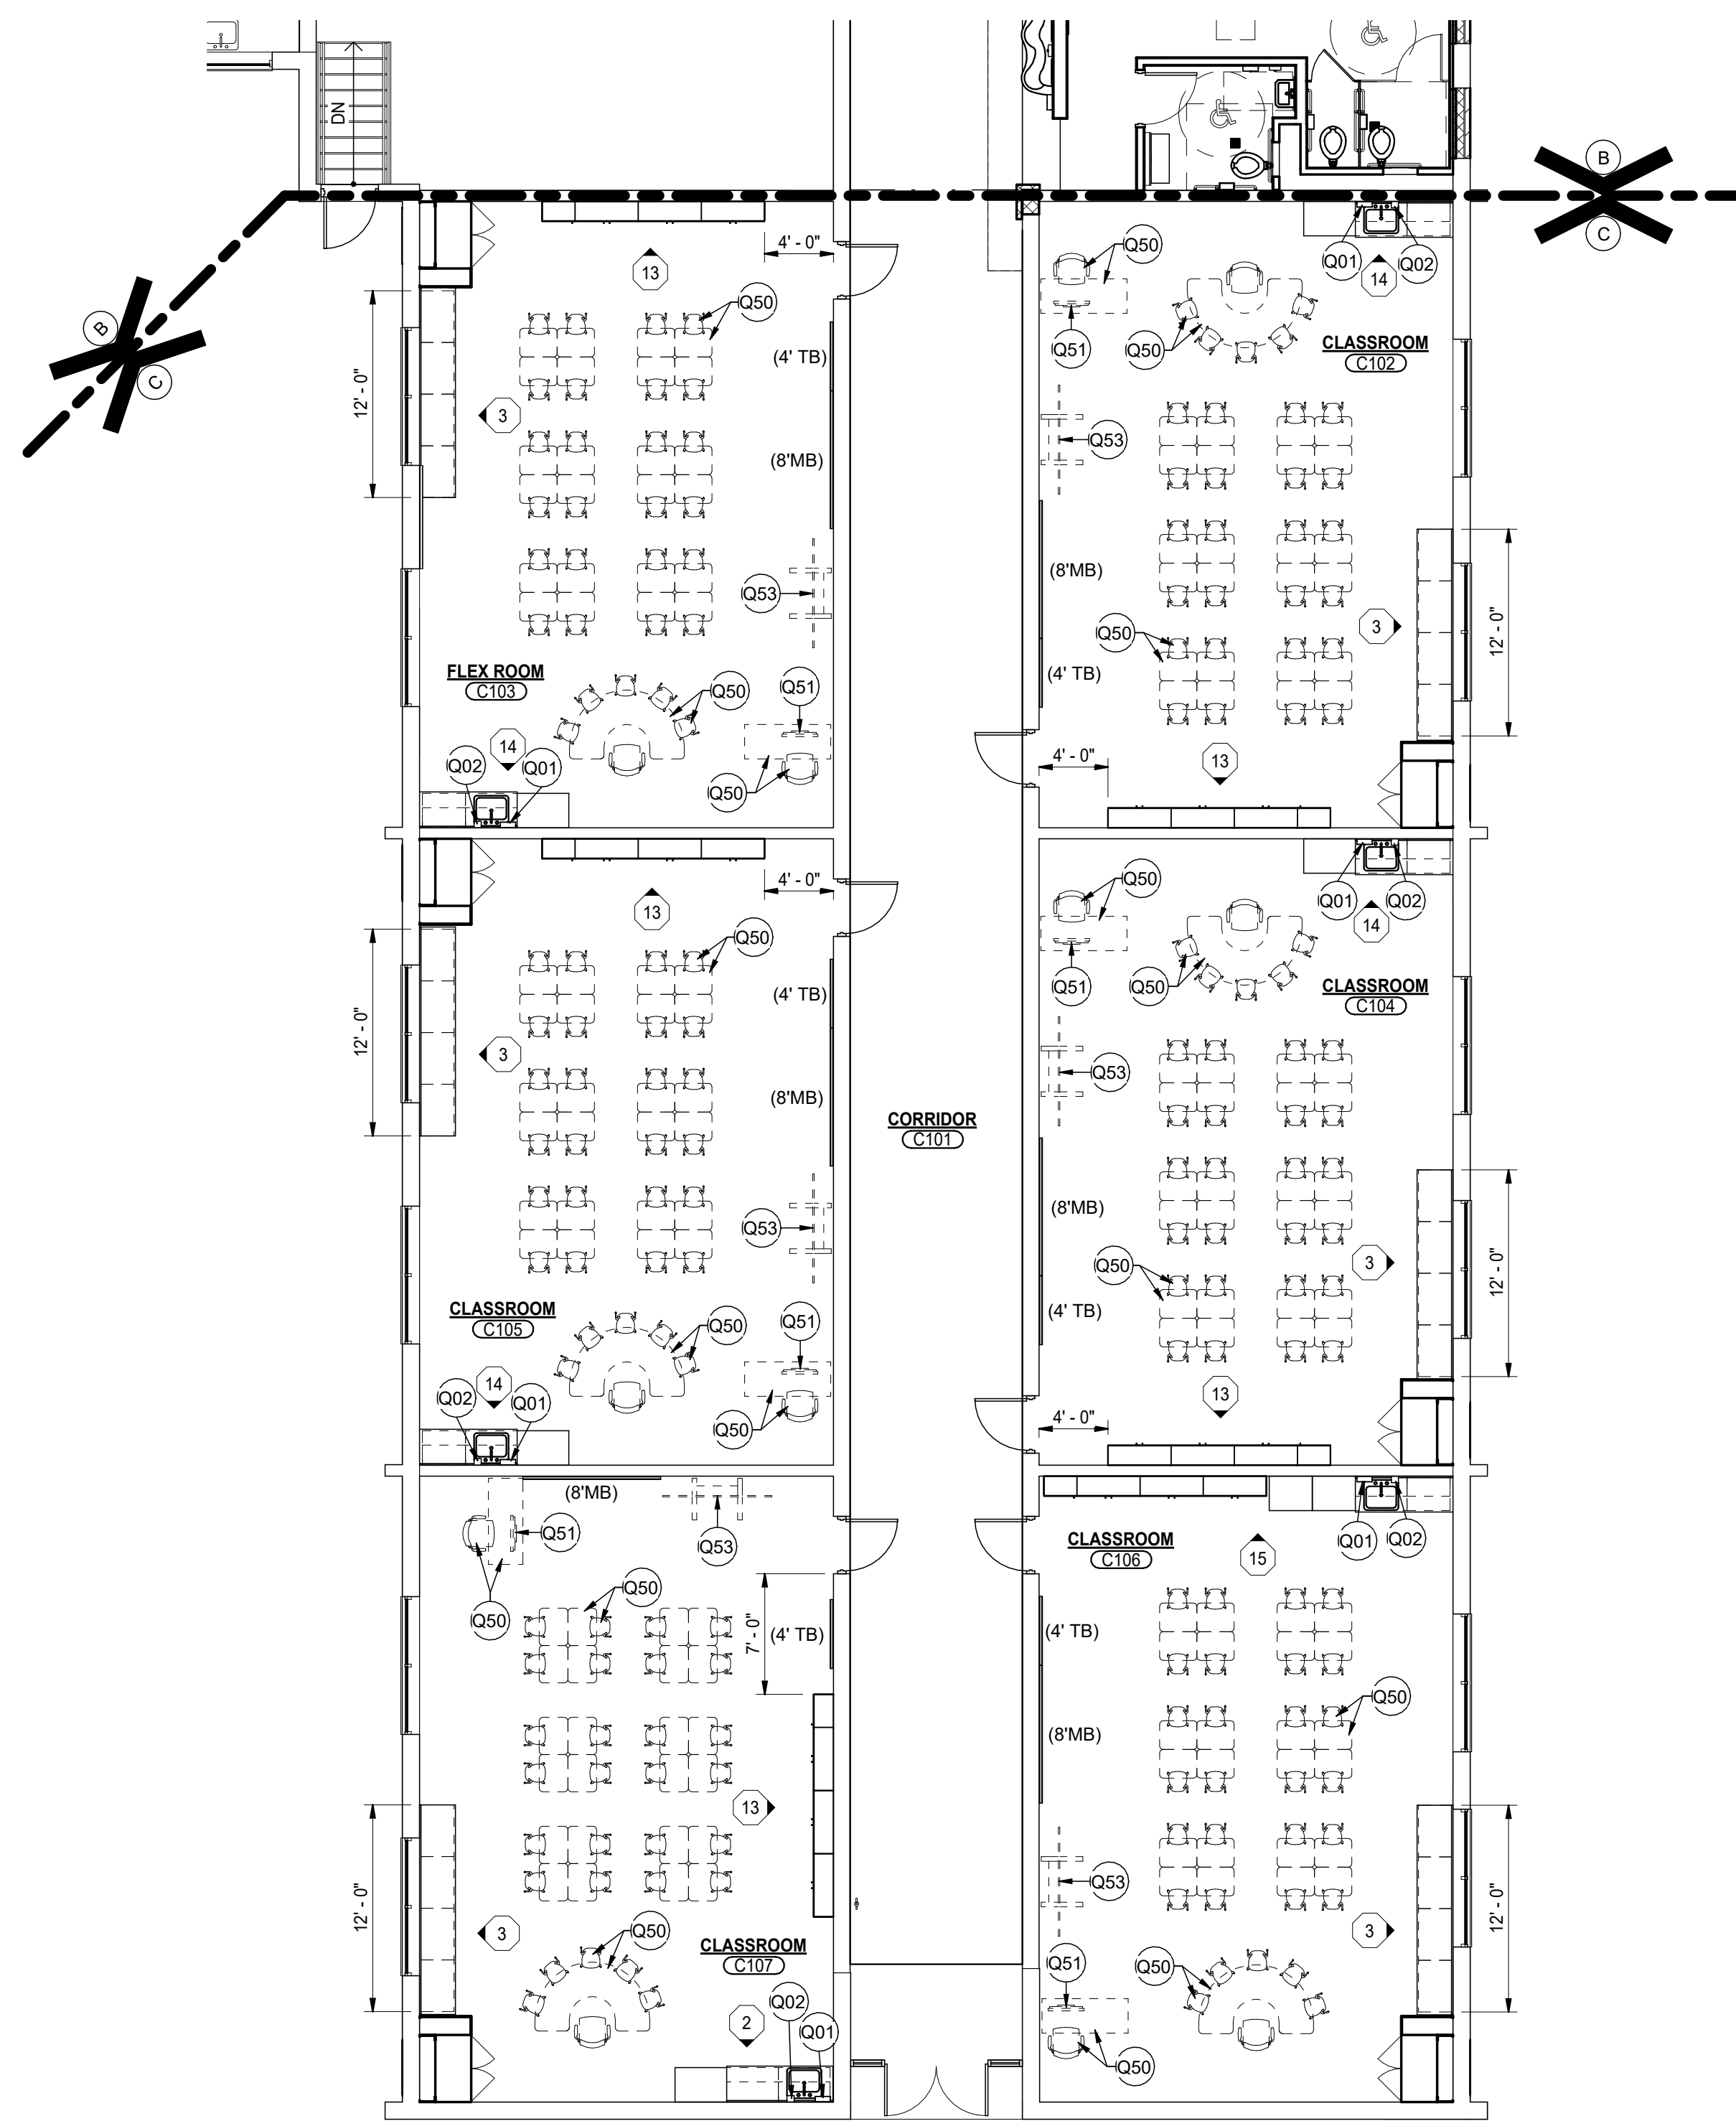 DN
B
C
B
C
4' - 0"
13
Q50
12' - 0"
(4' TB)
3
(8'MB)
Q53
FLEX ROOM
C103
Q50
Q51
14
Q02
Q01
Q50
Q50
Q01
Q02
14
Q51
Q50
CLASSROOM
C102
Q53
(8'MB)
Q50
3
12' - 0"
(4' TB)
4' - 0"
13
4' - 0"
13
Q50
12' - 0"
(4' TB)
3
(8'MB)
Q53
CLASSROOM
C105
Q50
Q51
14
Q02
Q01
Q50
CORRIDOR
C101
Q50
Q01
Q02
14
Q51
Q50
CLASSROOM
C104
Q53
(8'MB)
Q50
3
12' - 0"
(4' TB)
4' - 0"
13
(8'MB)
Q51
Q53
Q50
Q50
7' - 0"
(4' TB)
13
12' - 0"
3
Q50
CLASSROOM
C107
Q02
2
Q01
Q01
Q02
CLASSROOM
C106
15
(4' TB)
Q50
(8'MB)
Q53
3
12' - 0"
Q51
Q50
Q50